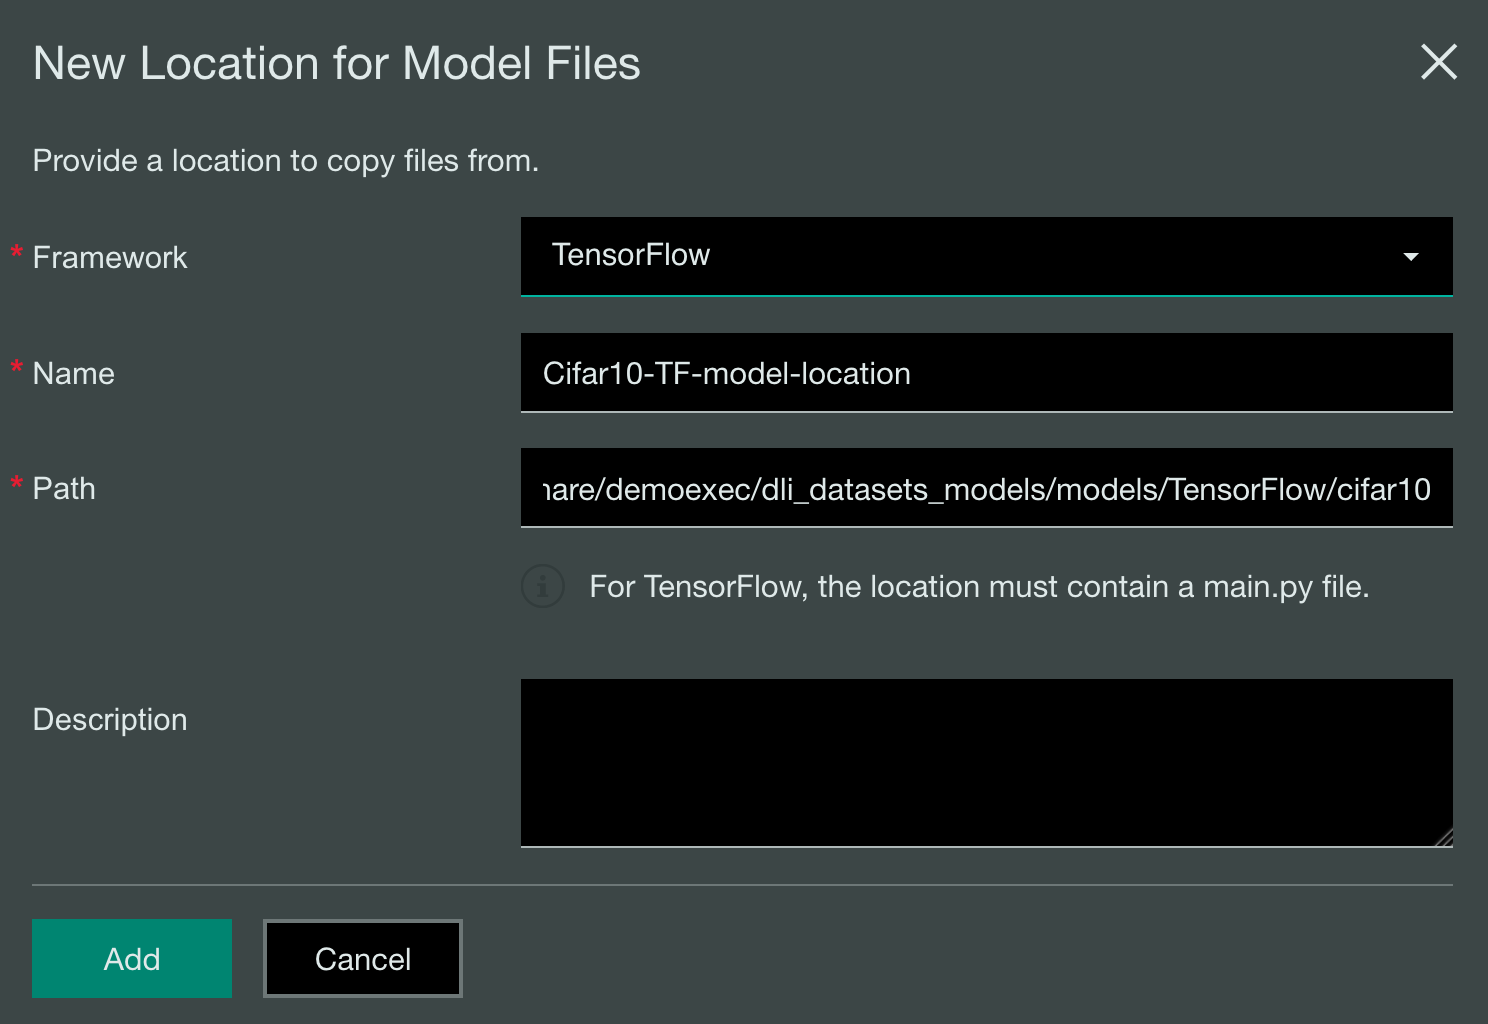 New Location for Model Files
Provide a location to copy files from.
* Framework
TensorFlow
* Name
Cifar10-TF-model-location
* Path
/demoexec/dli_datasets_models/models/TensorFlow/cifar10
For TensorFlow, the location must contain a main.py file.
Description
Add
Cancel